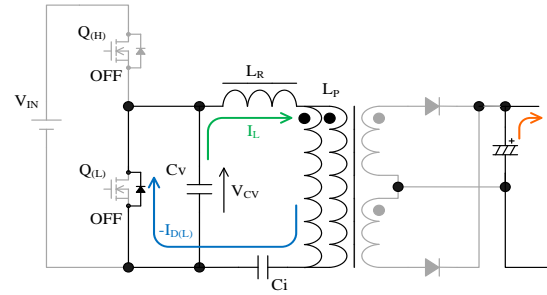 Q(H)
OFF
VIN
LR
LP
IL
Q(L)
OFF
Cv
VCV
-ID(L)
Ci
+